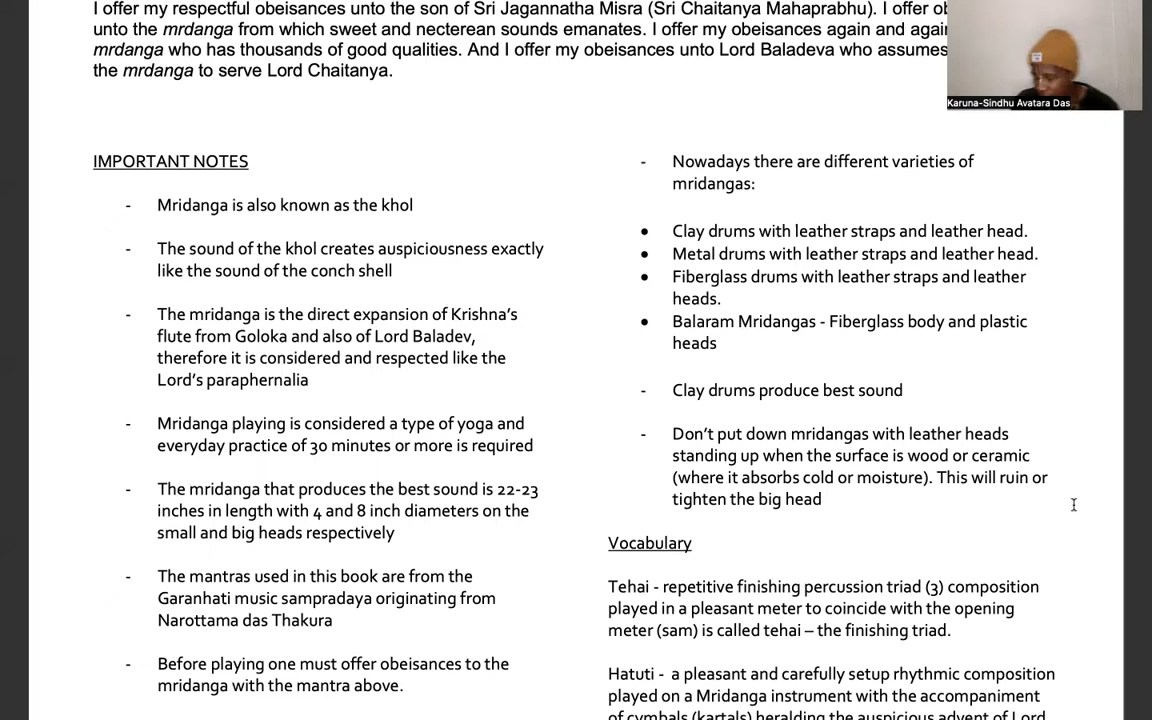 I offer my respectful obeisances unto the son of Sri Jagannatha Misra (Sri Chaitanya Mahaprabhu). I offer
unto the mrdanga from which sweet and necterean sounds emanates. I offer my obeisances again and
mrdanga who has thousands of good qualities. And I offer my obeisances unto Lord Baladeva who assumes
the mrdanga to serve Lord Chaitanya.
Karuna-Sindhu Avatara Das
IMPORTANT NOTES
- Mridanga is also known as the khol
- The sound of the khol creates auspiciousness exactly
like the sound of the conch shell
- The mridanga is the direct expansion of Krishna’s
flute from Goloka and also of Lord Baladev,
therefore it is considered and respected like the
Lord’s paraphernalia
- Mridanga playing is considered a type of yoga and
everyday practice of 30 minutes or more is required
- The mridanga that produces the best sound is 22-23
inches in length with 4 and 8 inch diameters on the
small and big heads respectively
- The mantras used in this book are from the
Garanhati music sampradaya originating from
Narottama das Thakura
- Before playing one must offer obeisances to the
mridanga with the mantra above.
- Nowadays there are different varieties of
mridangas:
• Clay drums with leather straps and leather head.
• Metal drums with leather straps and leather head.
• Fiberglass drums with leather straps and leather
heads.
• Balaram Mridangas - Fiberglass body and plastic
heads
- Clay drums produce best sound
- Don’t put down mridangas with leather heads
standing up when the surface is wood or ceramic
(where it absorbs cold or moisture). This will ruin or
tighten the big head
Vocabulary
Tehai - repetitive finishing percussion triad (3) composition
played in a pleasant meter to coincide with the opening
meter (sam) is called tehai – the finishing triad.
Hatuti - a pleasant and carefully setup rhythmic composition
played on a Mridanga instrument with the accompaniment
of cymbals (kartals) heralding the auspicious advent of Lord